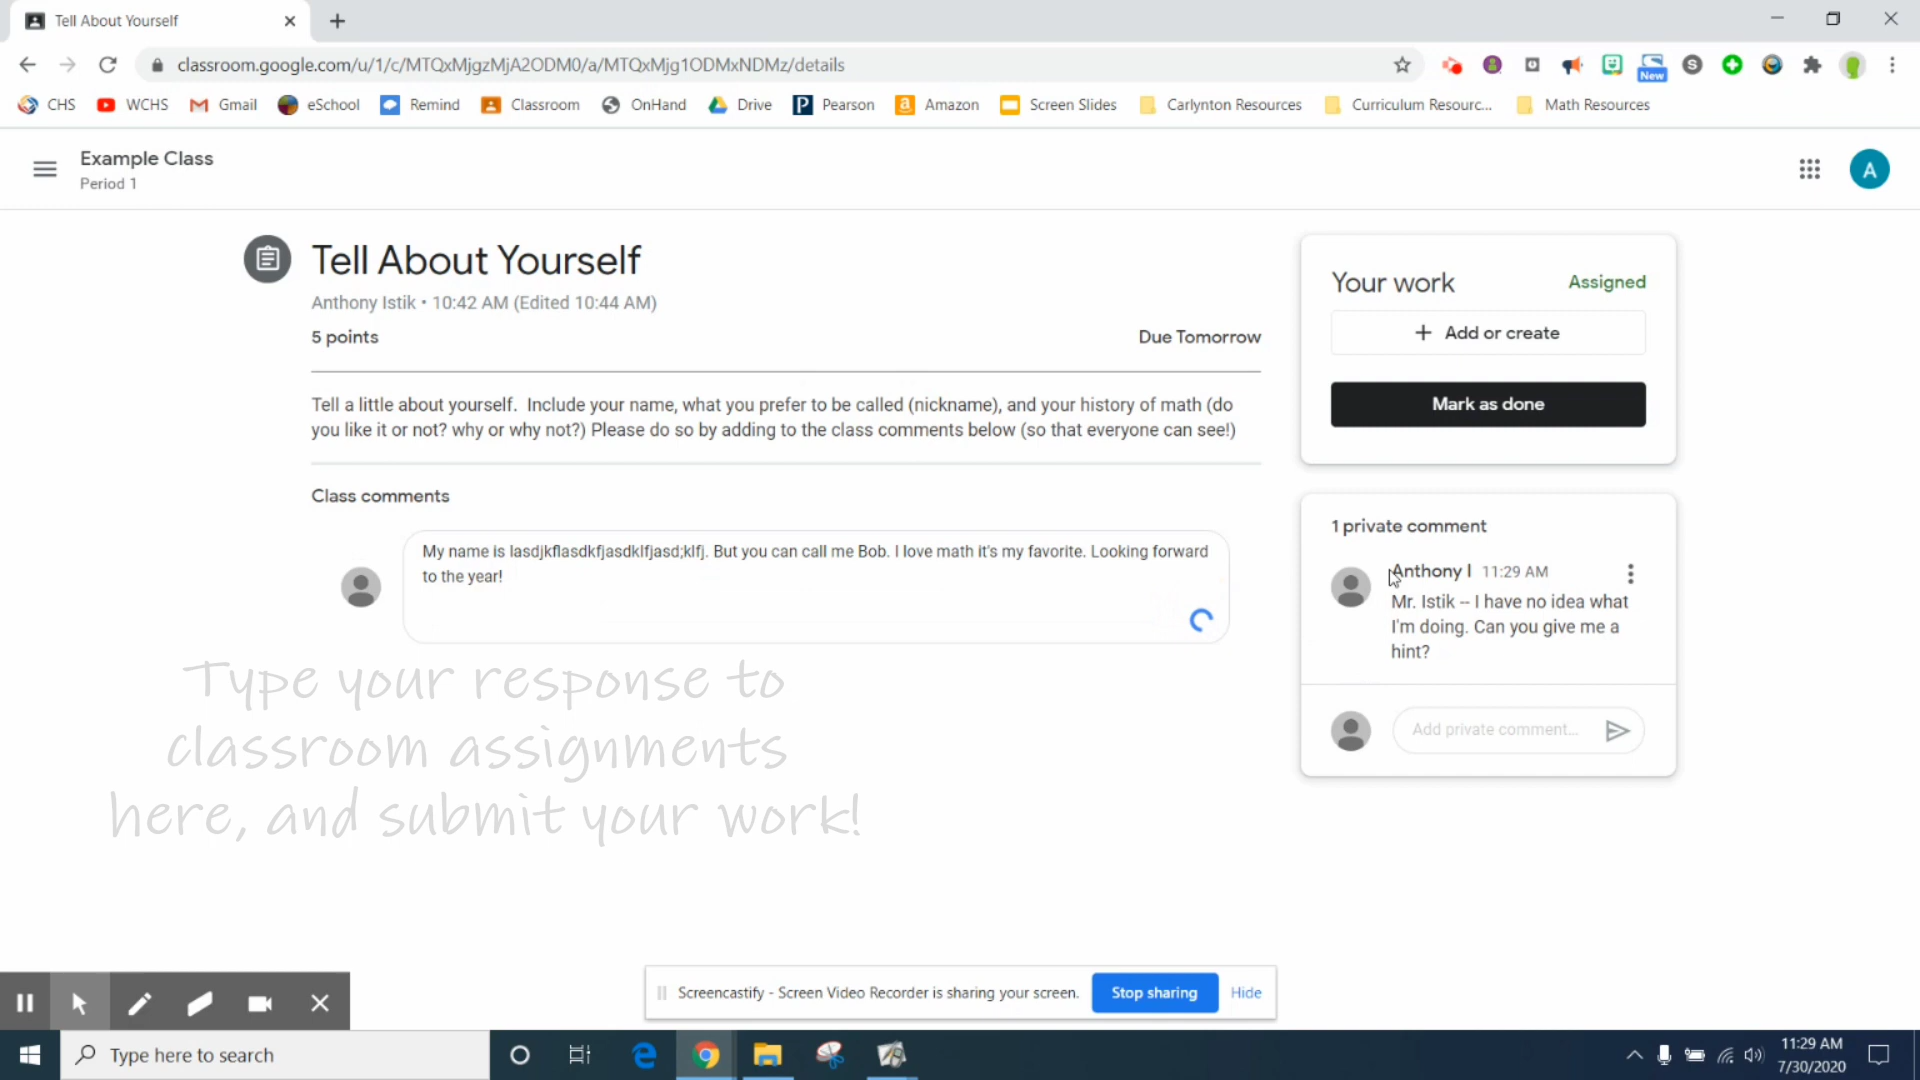 Tell About Yourself
classroom.google.com/u/1/c/MTQxMjgzMjA2ODM0/a/MTQxMjg1ODMxNDMz/details
New
CHS WCHS Gmail eSchool Remind Classroom OnHand Drive Pearson Amazon Screen Slides Carlynton Resources Curriculum Resourc... Math Resources
Example Class
Period 1
A
Tell About Yourself
Anthony Istik • 10:42 AM (Edited 10:44 AM)
5 points
Due Tomorrow
Tell a little about yourself.  Include your name, what you prefer to be called (nickname), and your history of math (do
you like it or not? why or why not?) Please do so by adding to the class comments below (so that everyone can see!)
Class comments
My name is lasdjkflasdkfjasdklfjasd;klfj. But you can call me Bob. I love math it's my favorite. Looking forward
to the year!
Your work
Assigned
+ Add or create
Mark as done
1 private comment
Anthony I 11:29 AM
Mr. Istik -- I have no idea what
I'm doing. Can you give me a
hint?
Add private comment...
Type your response to
classroom assignments
here, and submit your work!
Screencastify - Screen Video Recorder is sharing your screen.
Stop sharing
Hide
Type here to search
11:29 AM
7/30/2020